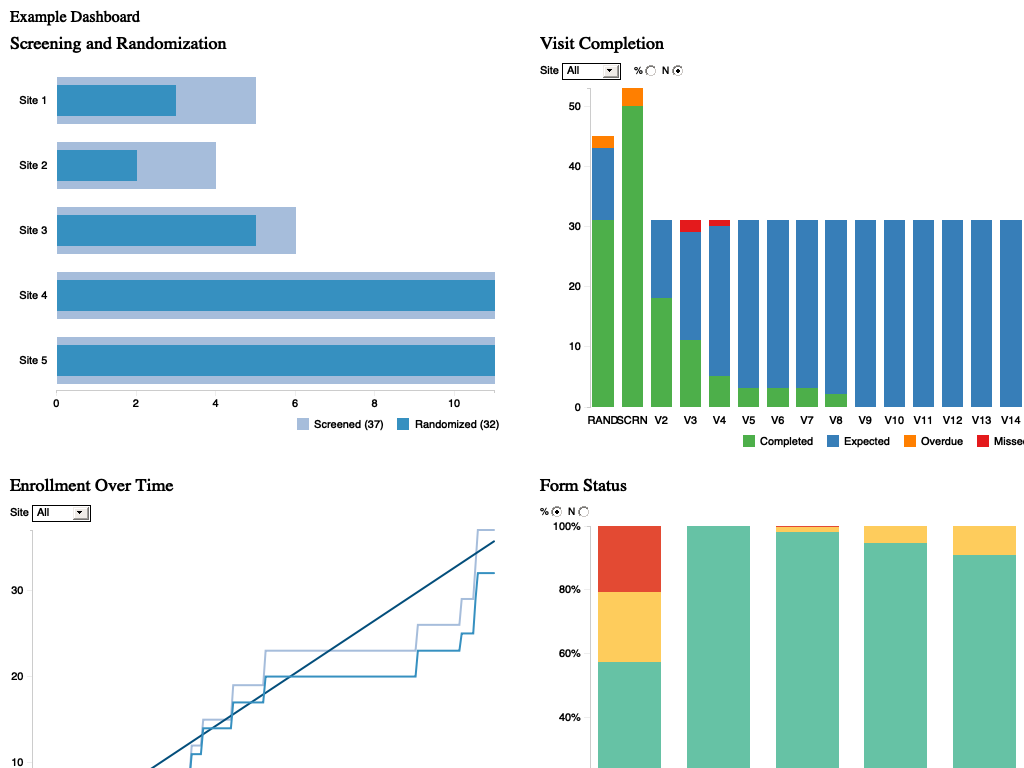 Example Dashboard
Screening and Randomization
Site 1
Site 2
Site 3
Site 4
Site 5
0 2 4 6 8 10
Screened (37) Randomized (32)
Visit Completion
Site All % N
50
40
30
20
10
0
RAND SCRN V2 V3 V4 V5 V6 V7 V8 V9 V10 V11 V12 V13 V14
Completed Expected Overdue Missed
Enrollment Over Time
Site All
30
20
10
Form Status
% N
100%
80%
60%
40%